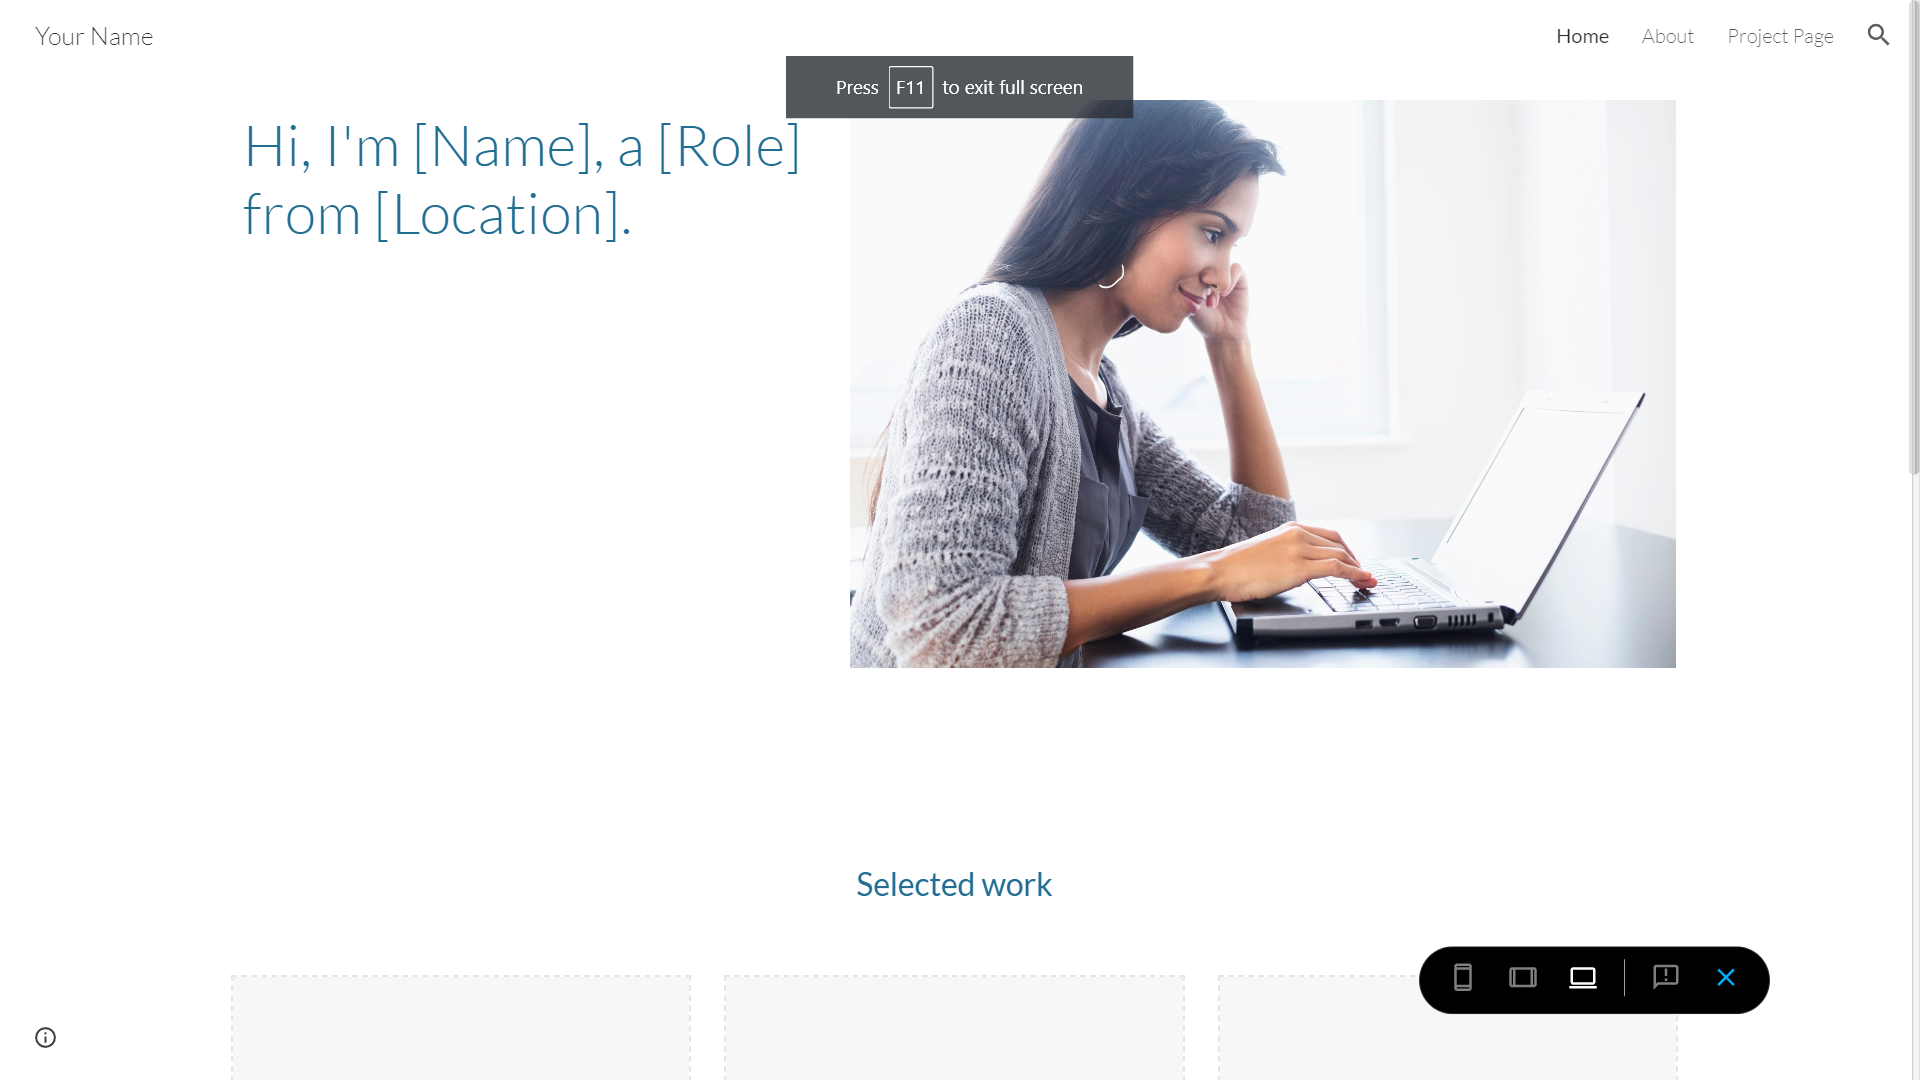 Your Name
Home
About
Project Page
Press F11 to exit full screen
Hi, I'm [Name], a [Role]
from [Location].
Selected work